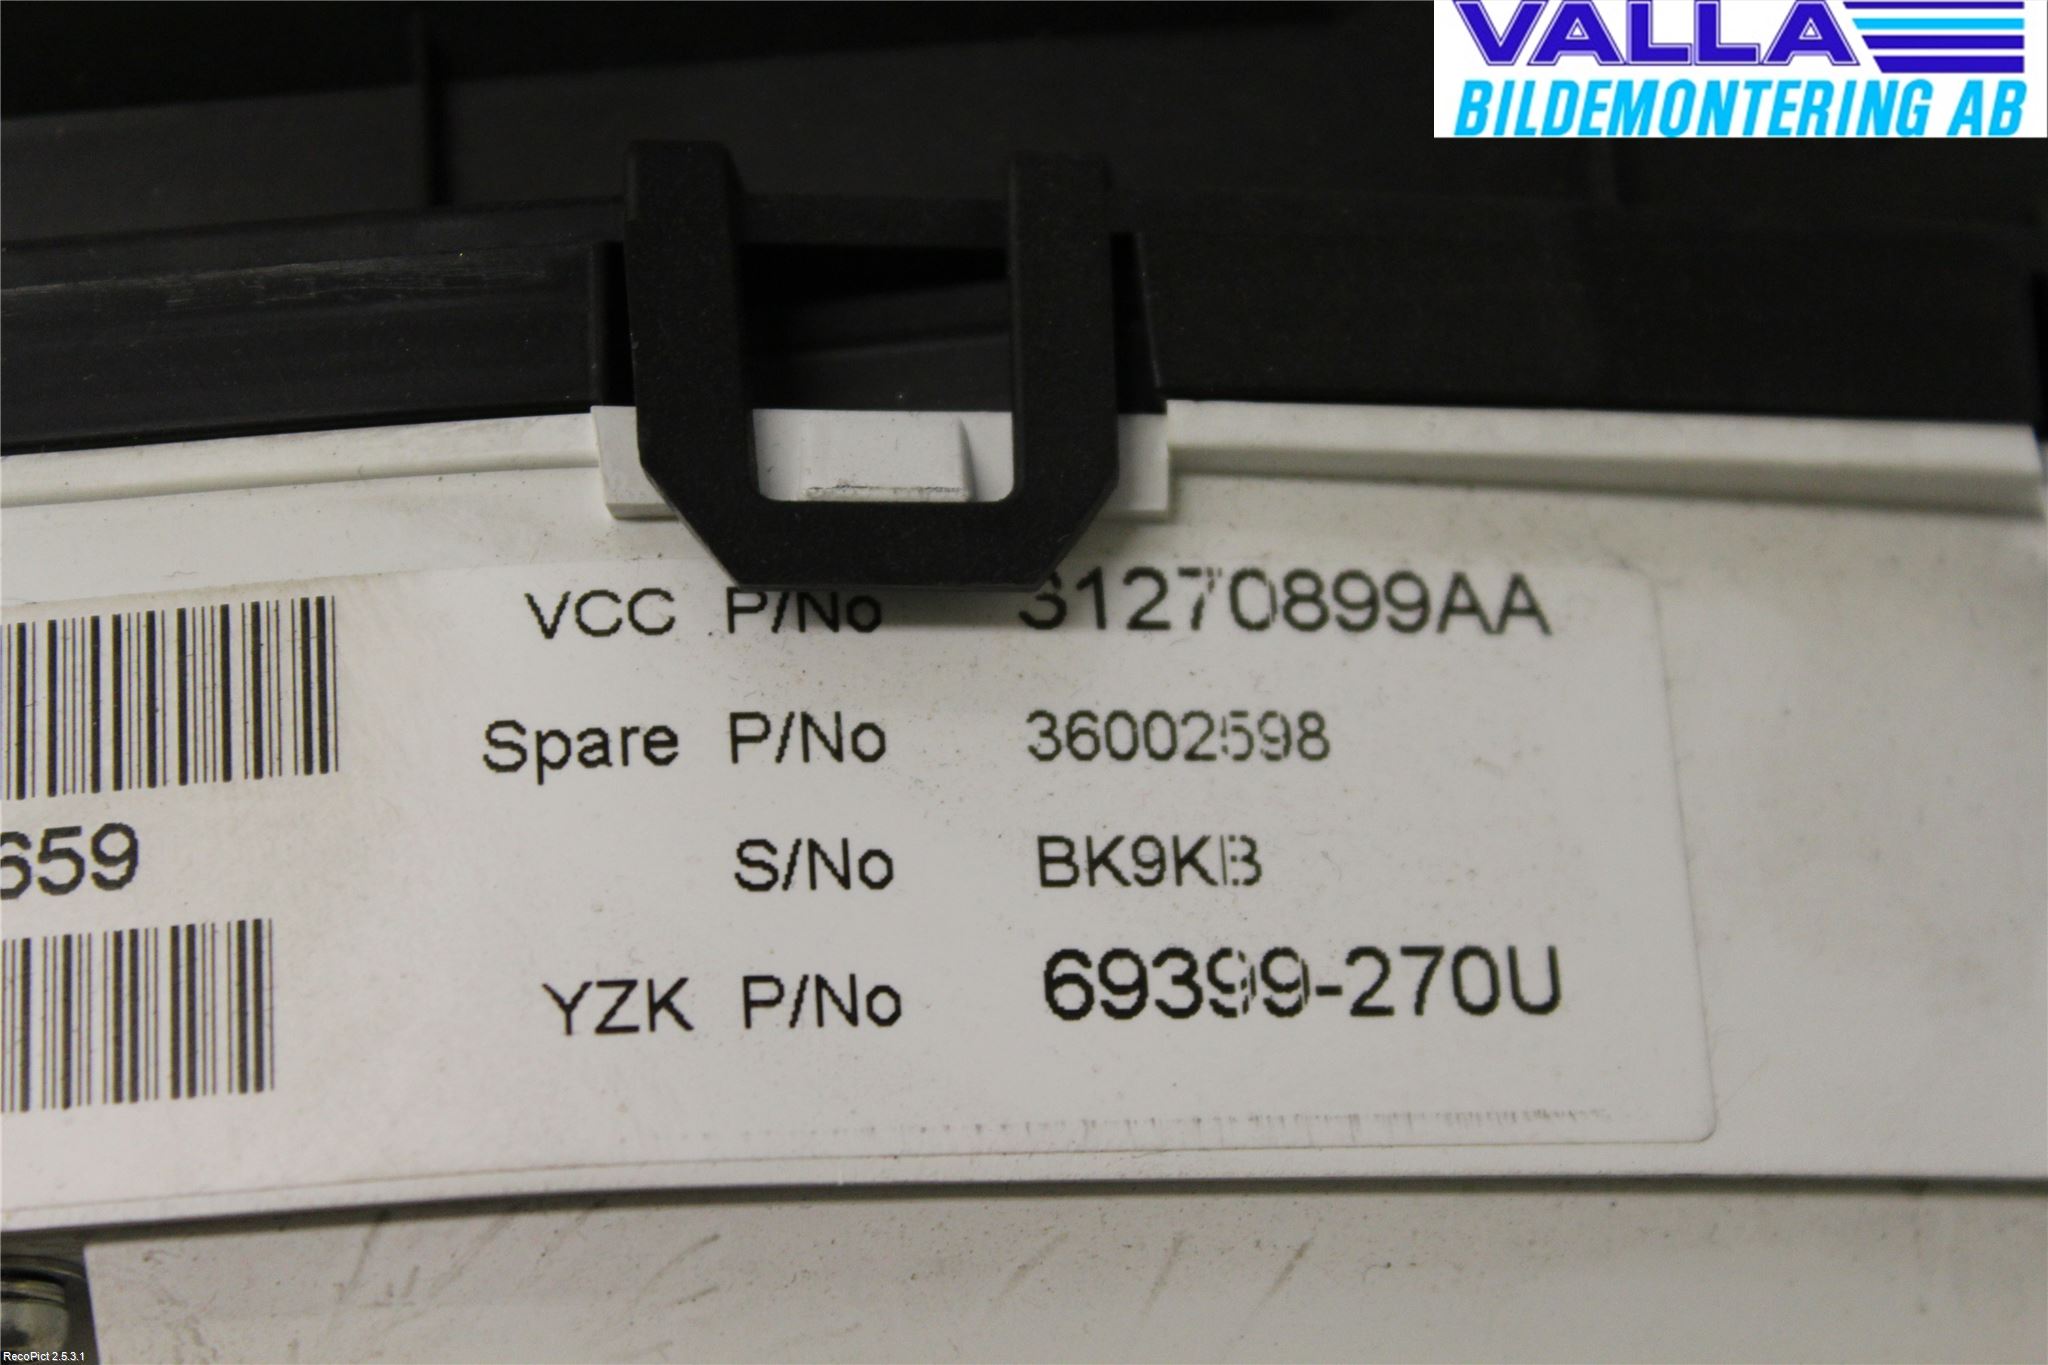 VALLA
BILDEMONTERING AB
VCC P/No 31270899AA
Spare P/No 36002598
S/No BK9KB
659
YZK P/No 69399-270U
RecoPict 2.5.3.1